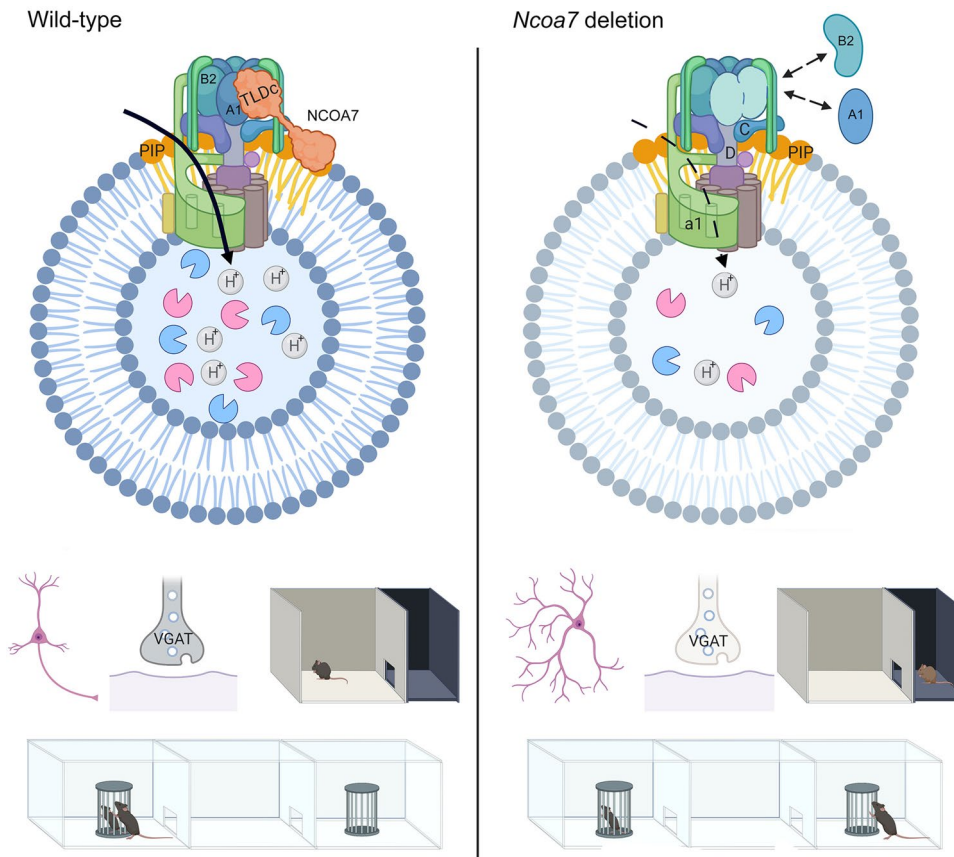 Wild-type
Ncoa7 deletion
B2
A1
TLDc
NCOA7
PIP
H+
H+
H+
H+
H+
B2
A1
C
D
PIP
a1
H+
H+
VGAT
VGAT